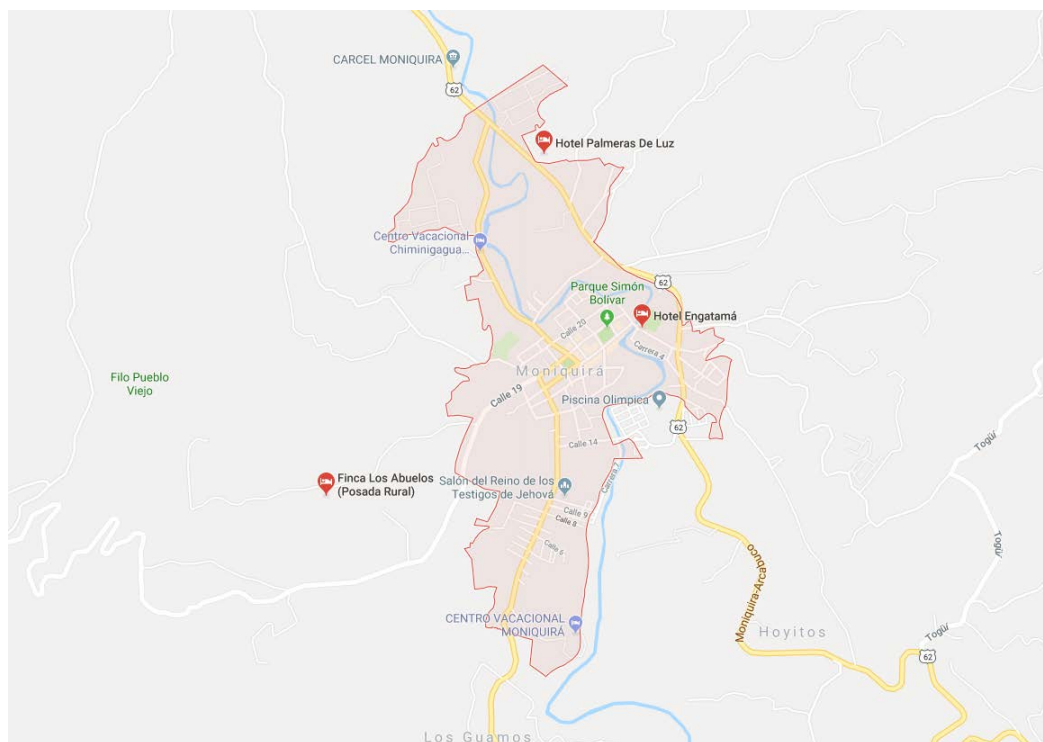 CARCEL MONIQUIRA
62
Hotel Palmeras De Luz
Centro Vacacional
Chiminigagua...
62
Parque Simón
Bolívar
Hotel Engatamá
Calle 20
Carrera 4
Moniquirá
Filo Pueblo
Viejo
Calle 19
Piscina Olimpica
62
Calle 14
Togüí
Finca Los Abuelos
(Posada Rural)
Salón del Reino de los
Testigos de Jehová
Carrera 7
Calle 9
Calle 8
Calle 6
Togüí
Moniquira-Arcabuco
CENTRO VACACIONAL
MONIQUIRÁ
Hoyitos
Togüí
62
Los Guamos